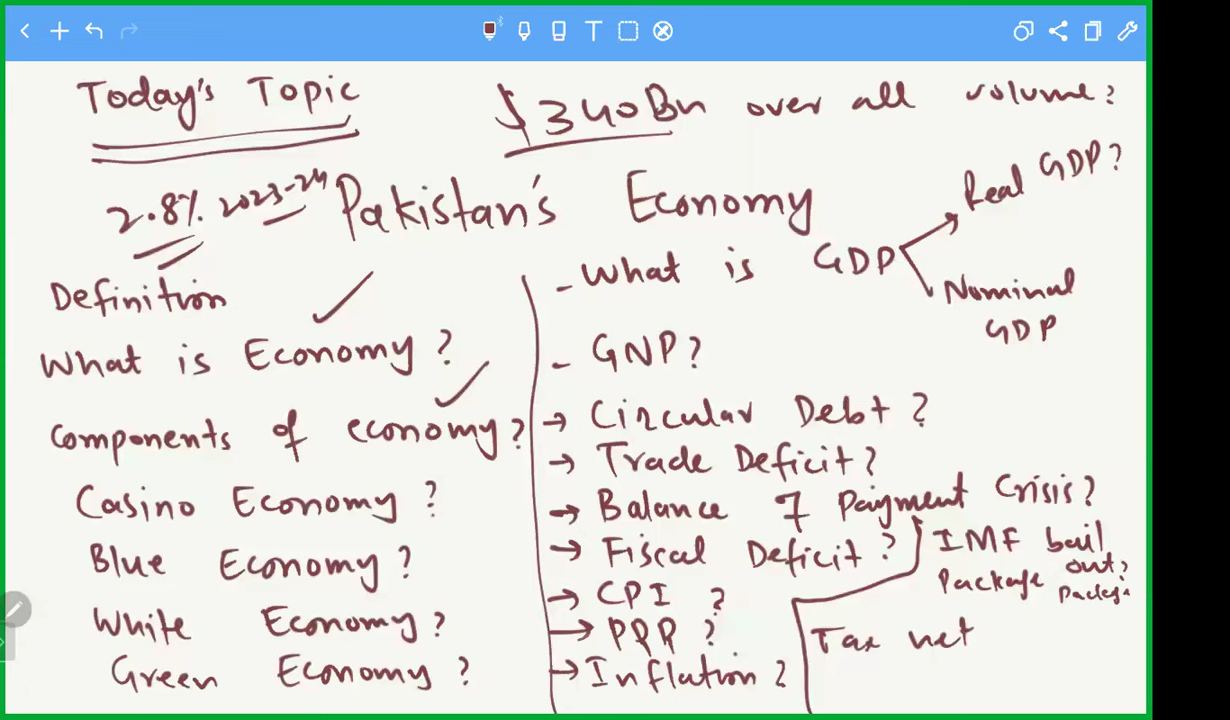 Today's Topic
$340Bn over all volume?
2.8% 2023-24
Pakistan's Economy
Definition
What is Economy?
Components of economy?
Casino Economy?
Blue Economy?
White Economy?
Green Economy?
- What is GDP
Real GDP?
Nominal
GDP
- GNP?
→ Circular Debt?
→ Trade Deficit?
→ Balance of Payment Crisis?
→ Fiscal Deficit?
IMF bail
out?
Package
→ CPI ?
→ PPP ?
→ Inflation?
Tax net